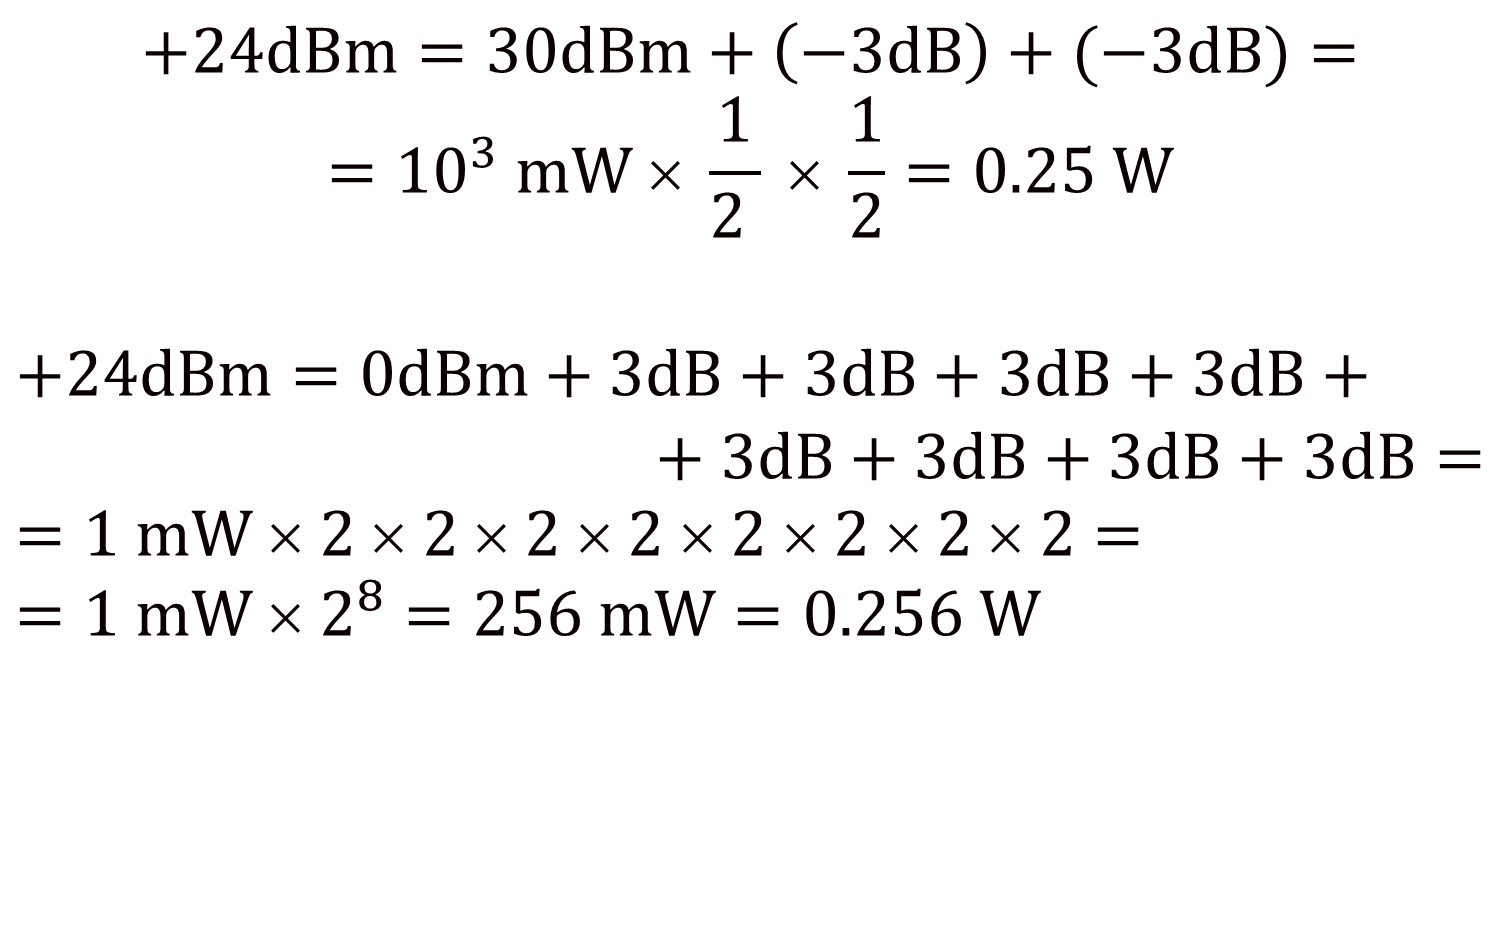 +24dBm = 30dBm + (−3dB) + (−3dB) =
= 10³ mW × 1/2 × 1/2 = 0.25 W
+24dBm = 0dBm + 3dB + 3dB + 3dB + 3dB +
+ 3dB + 3dB + 3dB + 3dB =
= 1 mW × 2 × 2 × 2 × 2 × 2 × 2 × 2 × 2 =
= 1 mW × 2⁸ = 256 mW = 0.256 W